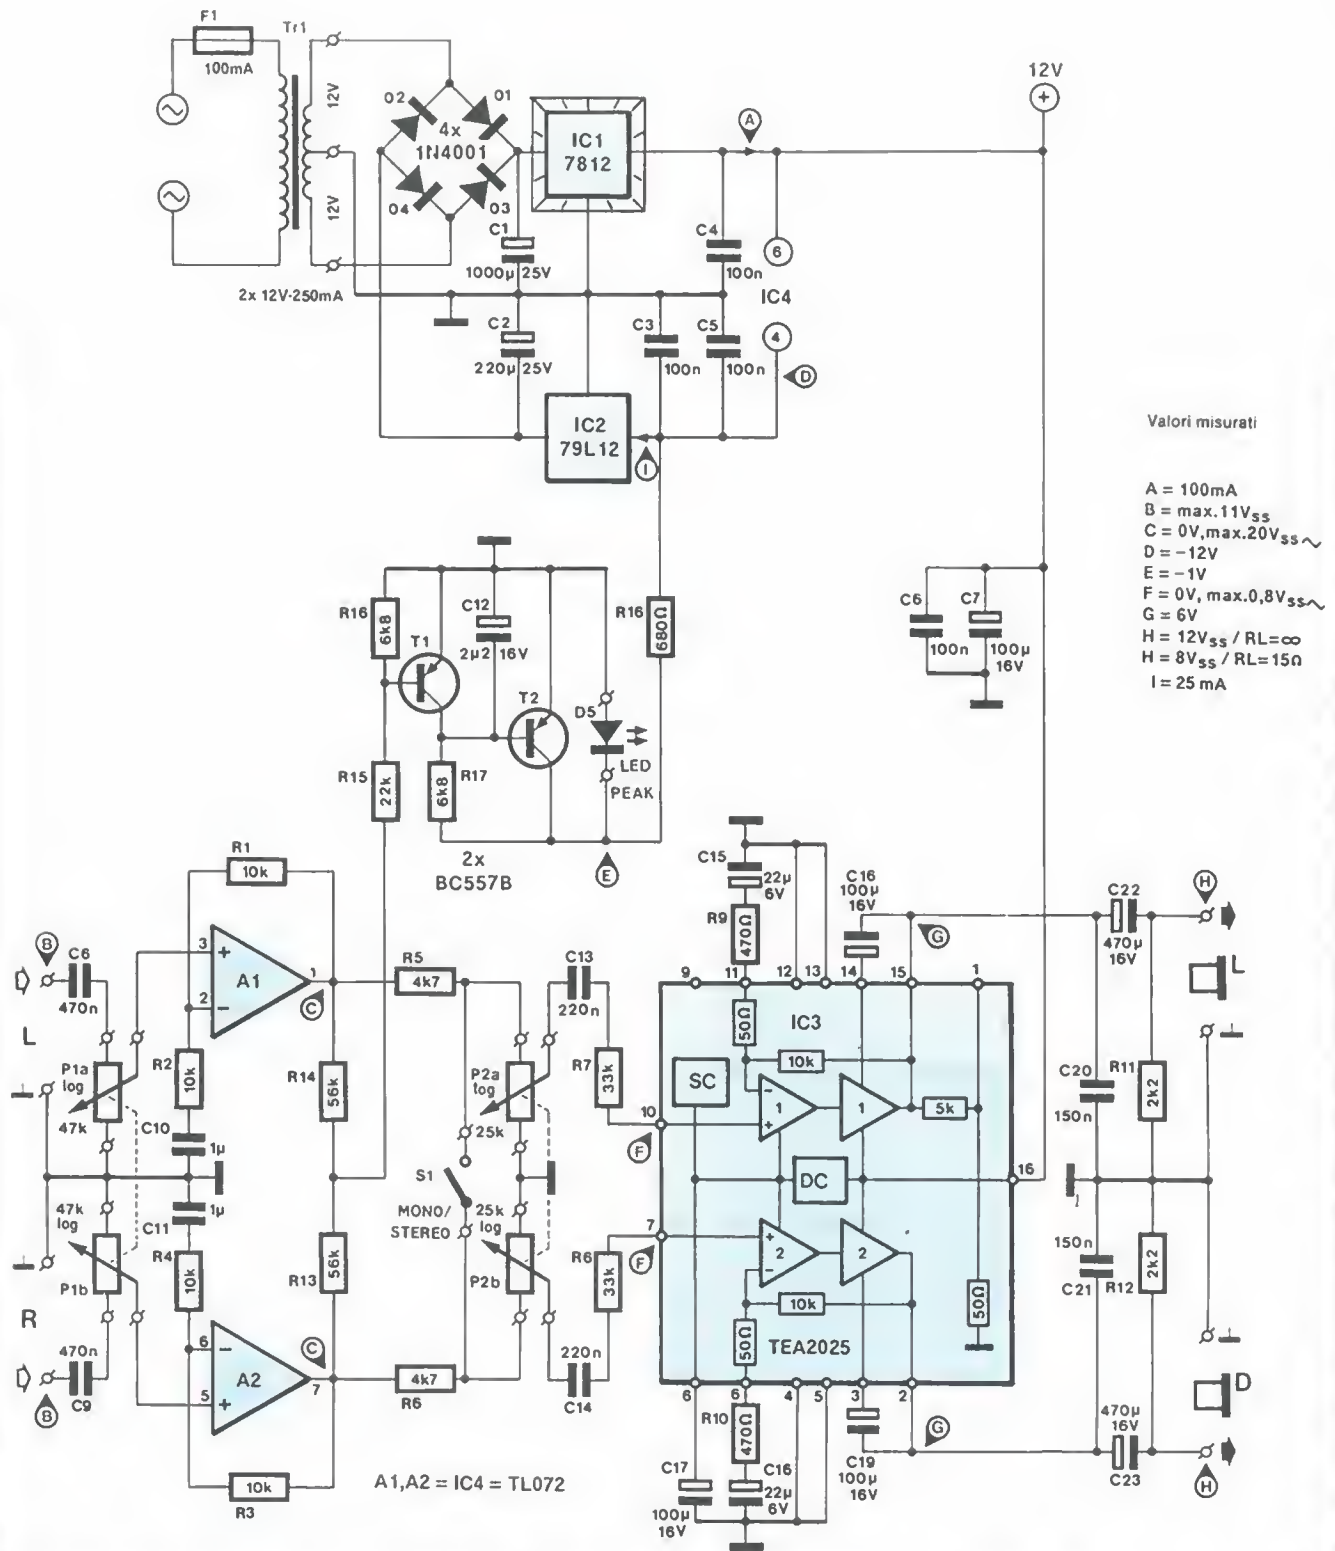 F1
100mA
Tr1
12V
12V
2x 12V-250mA
O2
O1
4x
1N4001
O4
O3
IC1
7812
A
12V
+
C1
1000µ 25V
C4
100n
6
IC4
C2
220µ 25V
C3
100n
C5
100n
4
D
IC2
79L12
I
Valori misurati
A = 100mA
B = max.11Vss
C = 0V,max.20Vss~
D = -12V
E = -1V
F = 0V, max.0,8Vss~
G = 6V
H = 12Vss / RL=∞
H = 8Vss / RL=15Ω
I = 25 mA
R16
6k8
C12
2µ2 16V
T1
T2
R16
680Ω
D5
LED
PEAK
R15
22k
R17
6k8
2x
BC557B
E
C6
100n
C7
100µ
16V
R1
10k
B
C6
470n
L
3
+
2
-
A1
1
C
P1a
log
47k
R2
10k
C10
1µ
R14
56k
47k
log
P1b
C11
1µ
R4
10k
R13
56k
R
470n
C9
B
6
-
5
+
A2
7
C
10k
R3
A1,A2 = IC4 = TL072
R5
4k7
R6
4k7
S1
MONO/
STEREO
P2a
log
25k
25k
log
P2b
C13
220n
R7
33k
R6
33k
220n
C14
10
F
7
F
C15
22µ
6V
R9
470Ω
C16
100µ
16V
G
9
11
12
13
14
15
1
50Ω
IC3
10k
SC
-
+
1
1
5k
DC
16
+
-
2
2
10k
50Ω
50Ω
TEA2025
6
6
4
5
3
2
R10
470Ω
C17
100µ
16V
C16
22µ
6V
C19
100µ
16V
G
C22
470µ
16V
H
L
C20
150n
R11
2k2
150n
C21
R12
2k2
D
470µ
16V
C23
H